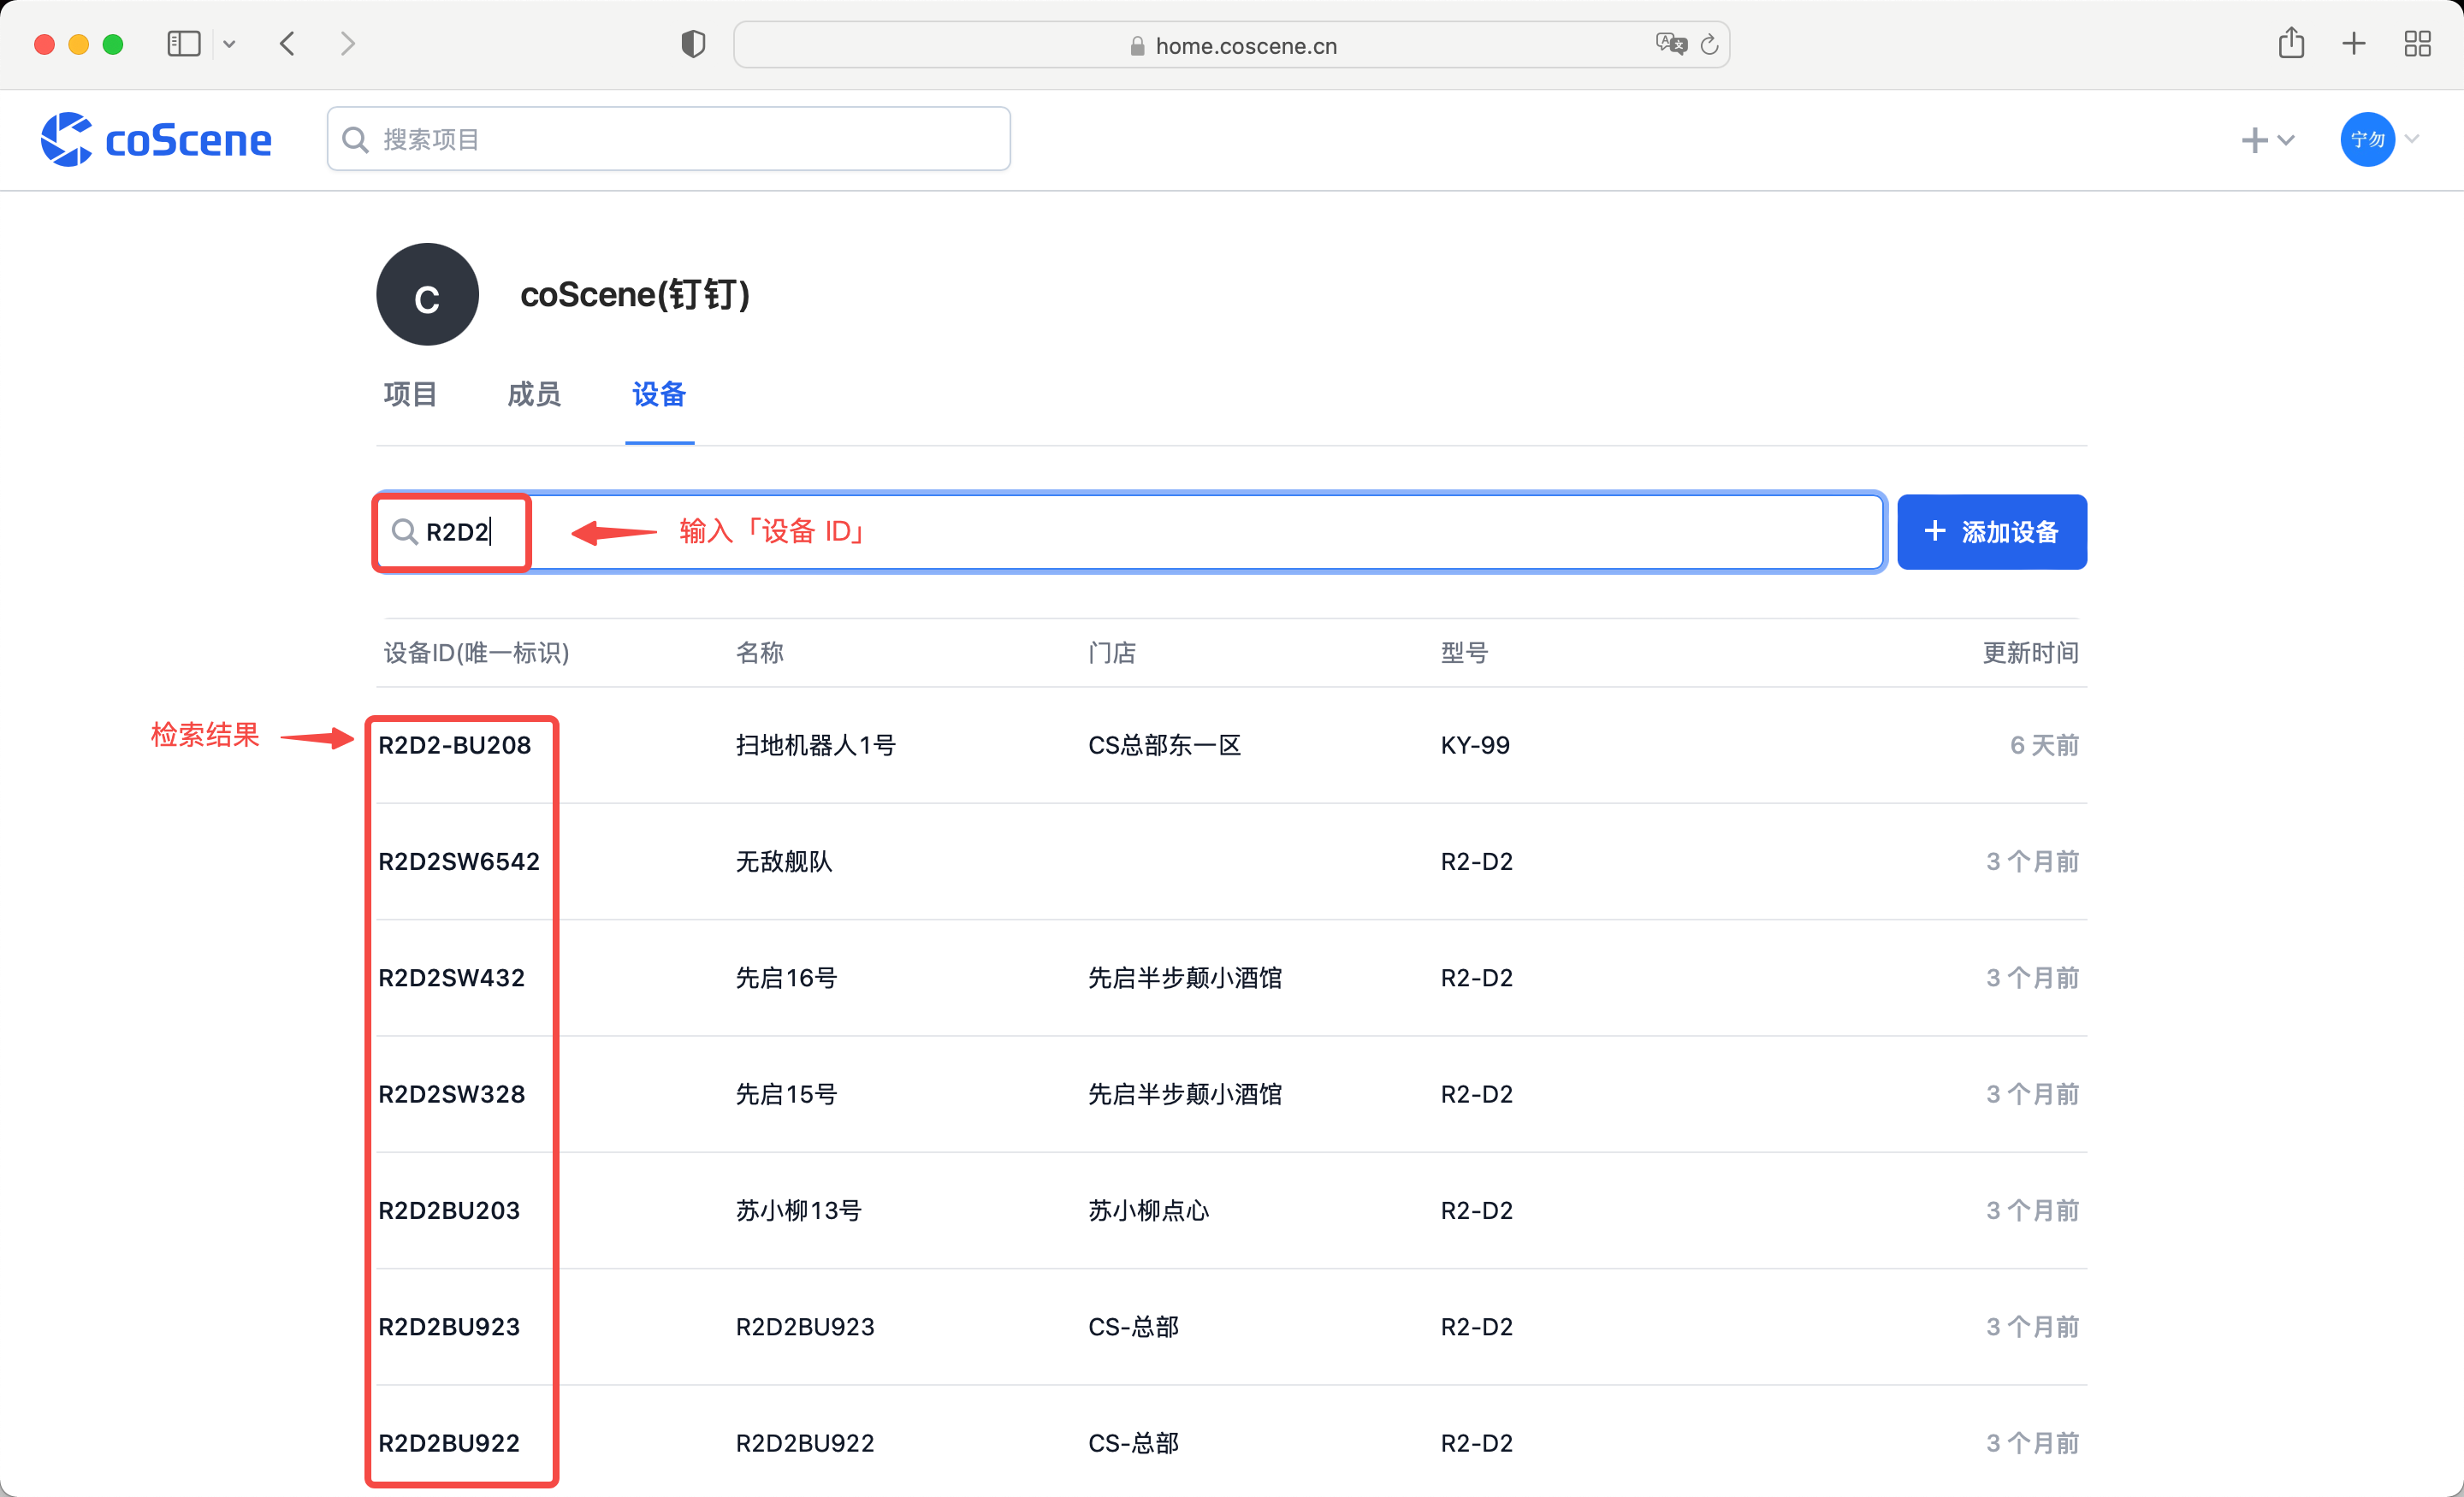 home.coscene.cn
coScene
搜索项目
宁勿
C
coScene(钉钉)
项目 成员 设备
R2D2 输入「设备 ID」 添加设备
设备ID(唯一标识) 名称 门店 型号 更新时间
检索结果
R2D2-BU208 扫地机器人1号 CS总部东一区 KY-99 6 天前
R2D2SW6542 无敌舰队 R2-D2 3 个月前
R2D2SW432 先启16号 先启半步颠小酒馆 R2-D2 3 个月前
R2D2SW328 先启15号 先启半步颠小酒馆 R2-D2 3 个月前
R2D2BU203 苏小柳13号 苏小柳点心 R2-D2 3 个月前
R2D2BU923 R2D2BU923 CS-总部 R2-D2 3 个月前
R2D2BU922 R2D2BU922 CS-总部 R2-D2 3 个月前